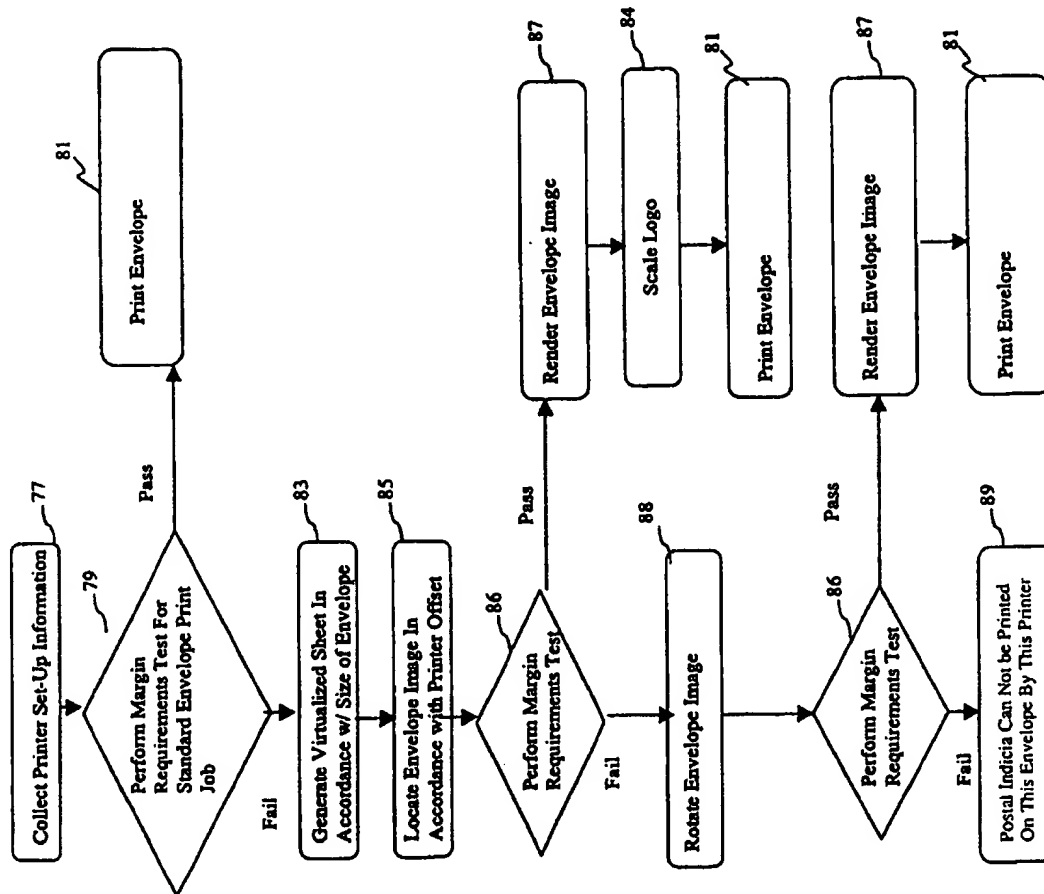 Collect Printer Set-Up Information
77
79
Perform Margin
Requirements Test For
Standard Envelope Print
Job
Pass
81
Print Envelope
Fail
83
Generate Virtualized Sheet In
Accordance w/ Size of Envelope
85
Locate Envelope Image In
Accordance with Printer Offset
86
Perform Margin
Requirements Test
Pass
87
Render Envelope Image
84
Scale Logo
81
Print Envelope
Fail
88
Rotate Envelope Image
86
Perform Margin
Requirements Test
Pass
87
Render Envelope Image
81
Print Envelope
Fail
89
Postal Indicia Can Not be Printed
On This Envelope By This Printer